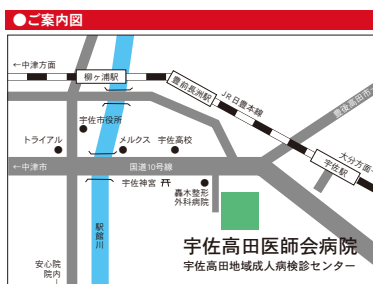 ●ご案内図
←中津方面
柳ヶ浦駅
豊前長洲駅
JR日豊本線
豊後高田市→
宇佐市役所
トライアル
メルクス
宇佐高校
大分方面→
宇佐駅
←中津市
国道10号線
宇佐神宮
轟木整形
外科病院
駅館川
宇佐高田医師会病院
宇佐高田地域成人病検診センター
安心院
院内
↓